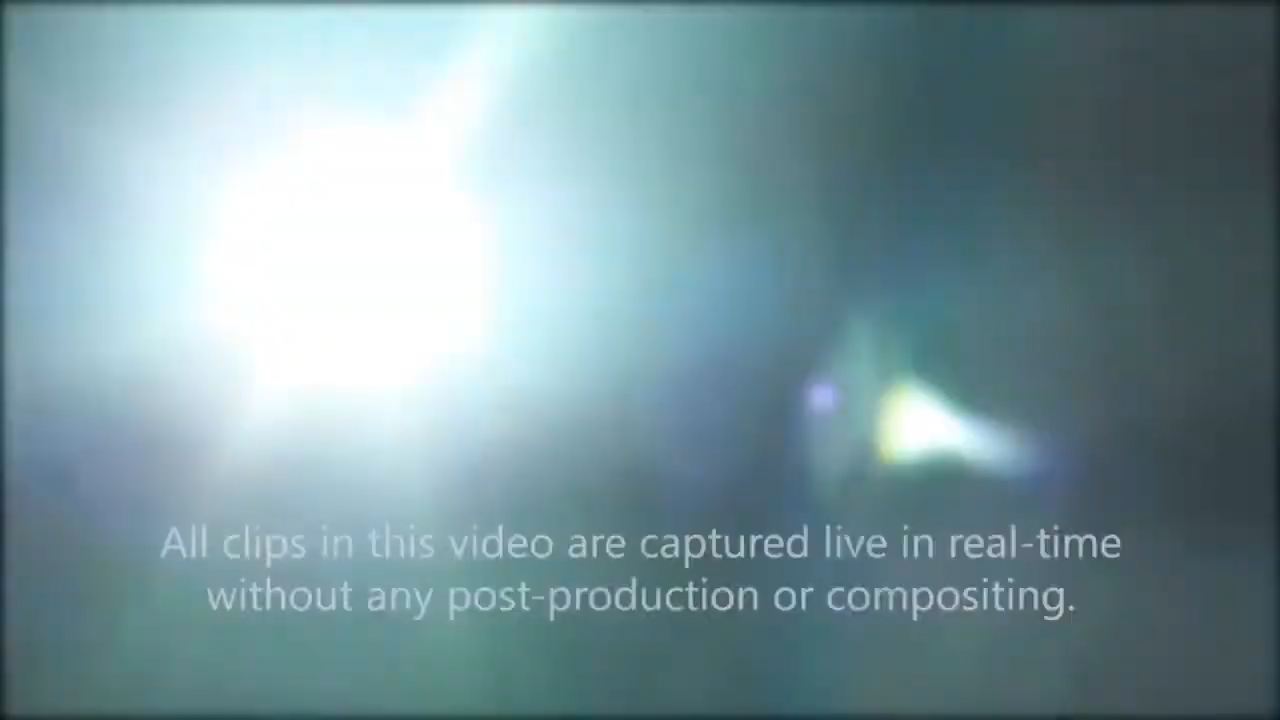 All clips in this video are captured live in real-time
without any post-production or compositing.